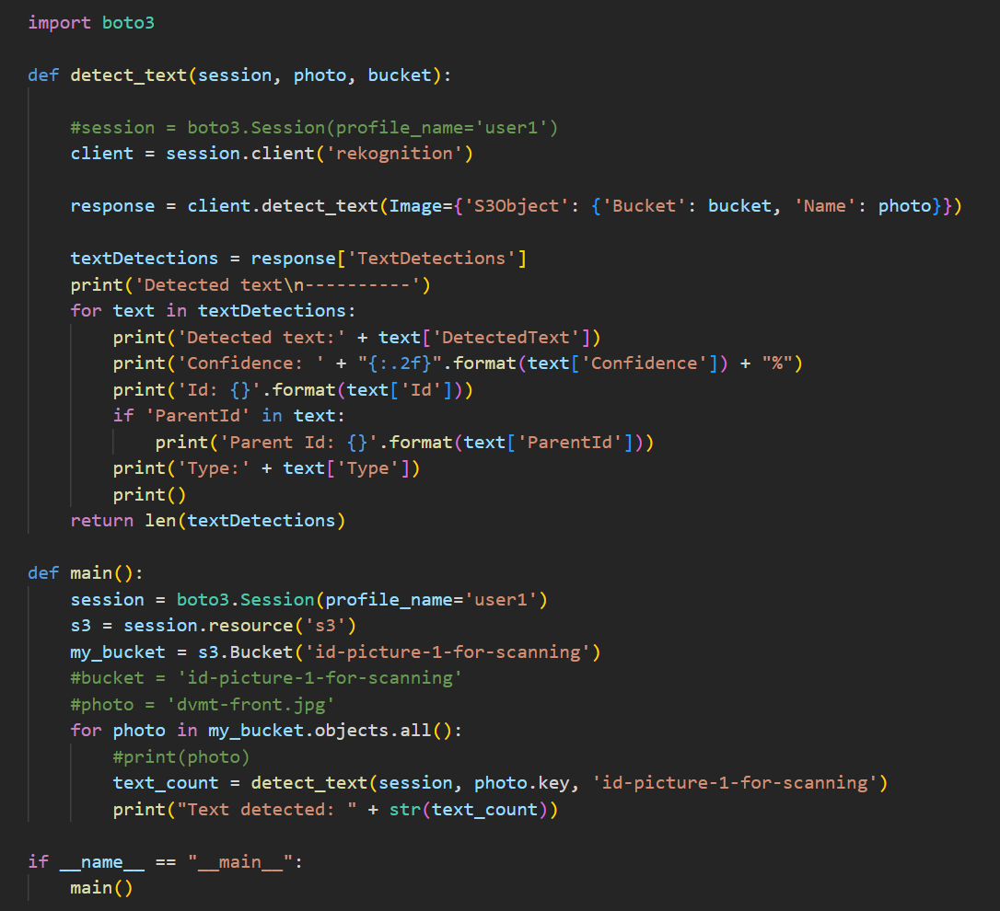 import boto3

def detect_text(session, photo, bucket):

    #session = boto3.Session(profile_name='user1')
    client = session.client('rekognition')

    response = client.detect_text(Image={'S3Object': {'Bucket': bucket, 'Name': photo}})

    textDetections = response['TextDetections']
    print('Detected text\n----------')
    for text in textDetections:
        print('Detected text:' + text['DetectedText'])
        print('Confidence: ' + "{:.2f}".format(text['Confidence']) + "%")
        print('Id: {}'.format(text['Id']))
        if 'ParentId' in text:
            print('Parent Id: {}'.format(text['ParentId']))
        print('Type:' + text['Type'])
        print()
    return len(textDetections)

def main():
    session = boto3.Session(profile_name='user1')
    s3 = session.resource('s3')
    my_bucket = s3.Bucket('id-picture-1-for-scanning')
    #bucket = 'id-picture-1-for-scanning'
    #photo = 'dvmt-front.jpg'
    for photo in my_bucket.objects.all():
        #print(photo)
        text_count = detect_text(session, photo.key, 'id-picture-1-for-scanning')
        print("Text detected: " + str(text_count))

if __name__ == "__main__":
    main()